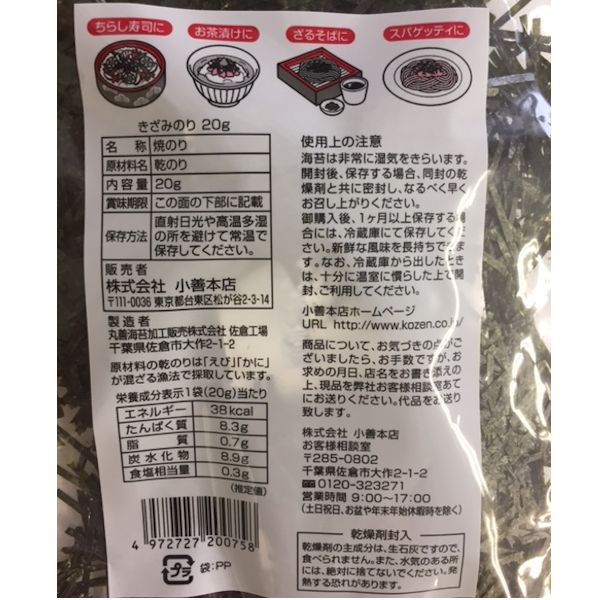 ちらし寿司に
お茶漬けに
ざるそばに
スパゲッティに
きざみのり 20g
名 称 焼のり
原材料名 乾のり
内容量 20g
賞味期限 この面の下部に記載
保存方法 直射日光や高温多湿
の所を避けて常温で
保存してください。
販売者
株式会社 小善本店
〒111-0036 東京都台東区松が谷2-3-14
製造者
丸善海苔加工販売株式会社 佐倉工場
千葉県佐倉市大作2-1-2
原材料の乾のりは「えび」「かに」
が混ざる漁法で採取しています。
栄養成分表示1袋(20g)当たり
エネルギー 38kcal
たんぱく質 8.3g
脂 質 0.7g
炭水化物 8.9g
食塩相当量 0.3g
(推定値)
4 972727 200758
プラ 袋:PP
使用上の注意
海苔は非常に湿気をきらいます。
開封後、保存する場合、同封の乾
燥剤と共に密封し、なるべく早く
お召し上がりください。
御購入後、1ヶ月以上保存する場
合には、冷蔵庫にて保存してくだ
さい。新鮮な風味を長持ちできま
す。なお、冷蔵庫から出したとき
は、十分に室温に慣らした上で開
封、ご利用してください。
小善本店ホームページ
URL http://www.kozen.co.jp/
商品について、お気づきの点がご
ざいましたら、お手数ですが、お
求めの月日、店名をお書き添えの
上、現品を弊社お客様相談室あて
にお送りください。代品をお送り
致します。
株式会社 小善本店
お客様相談室
〒285-0802
千葉県佐倉市大作2-1-2
0120-323271
営業時間 9:00～17:00
(土日祝日、お盆や年末年始休暇時を除く)
乾燥剤封入
乾燥剤の主成分は、生石灰ですので、
食べられません。また、水気のある所
には、絶対に捨てないでください。発
熱する恐れがあります。